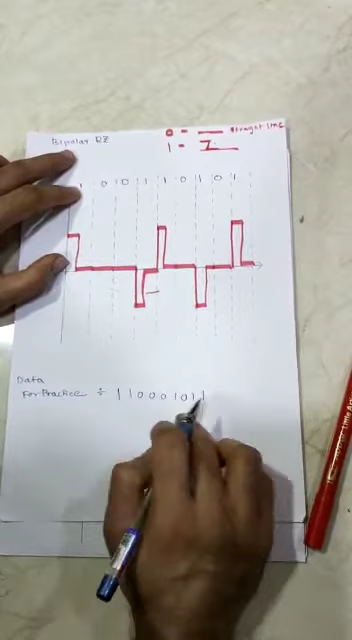 Bipolar RZ
0 = — straight line
1 =
1 0 0 1 1 0 1 0 1
Data
For Practice ÷ 1 1 0 0 0 1 0 1 1